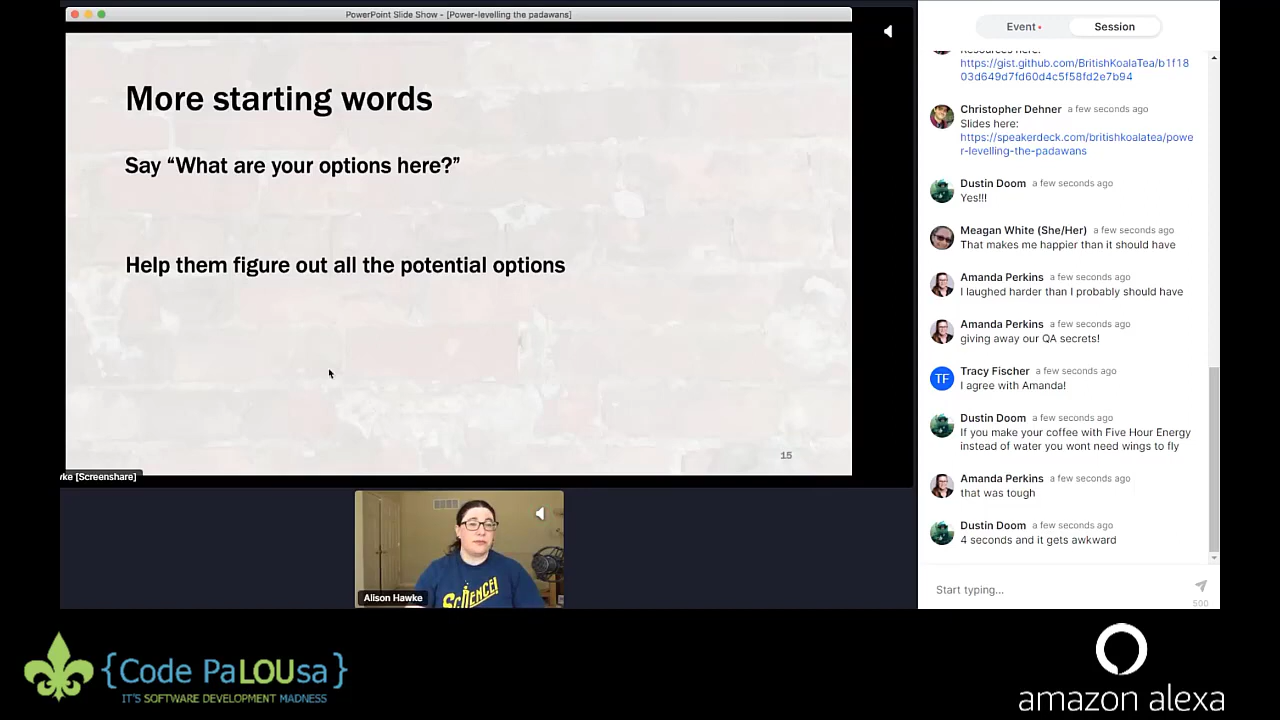 PowerPoint Slide Show - [Power-levelling the padawans]
More starting words
Say “What are your options here?”
Help them figure out all the potential options
15
[Screenshare]
SCIENCE!
Alison Hawke
Event
Session
Resources here:
https://gist.github.com/BritishKoalaTea/b1f18
03d649d7fd60d4c5f58fd2e7b94
Christopher Dehner a few seconds ago
Slides here:
https://speakerdeck.com/britishkoalatea/powe
r-levelling-the-padawans
Dustin Doom a few seconds ago
Yes!!!
Meagan White (She/Her) a few seconds ago
That makes me happier than it should have
Amanda Perkins a few seconds ago
I laughed harder than I probably should have
Amanda Perkins a few seconds ago
giving away our QA secrets!
TF
Tracy Fischer a few seconds ago
I agree with Amanda!
Dustin Doom a few seconds ago
If you make your coffee with Five Hour Energy
instead of water you wont need wings to fly
Amanda Perkins a few seconds ago
that was tough
Dustin Doom a few seconds ago
4 seconds and it gets awkward
Start typing...
500
{Code PaLOUsa}
IT'S SOFTWARE DEVELOPMENT MADNESS
amazon alexa